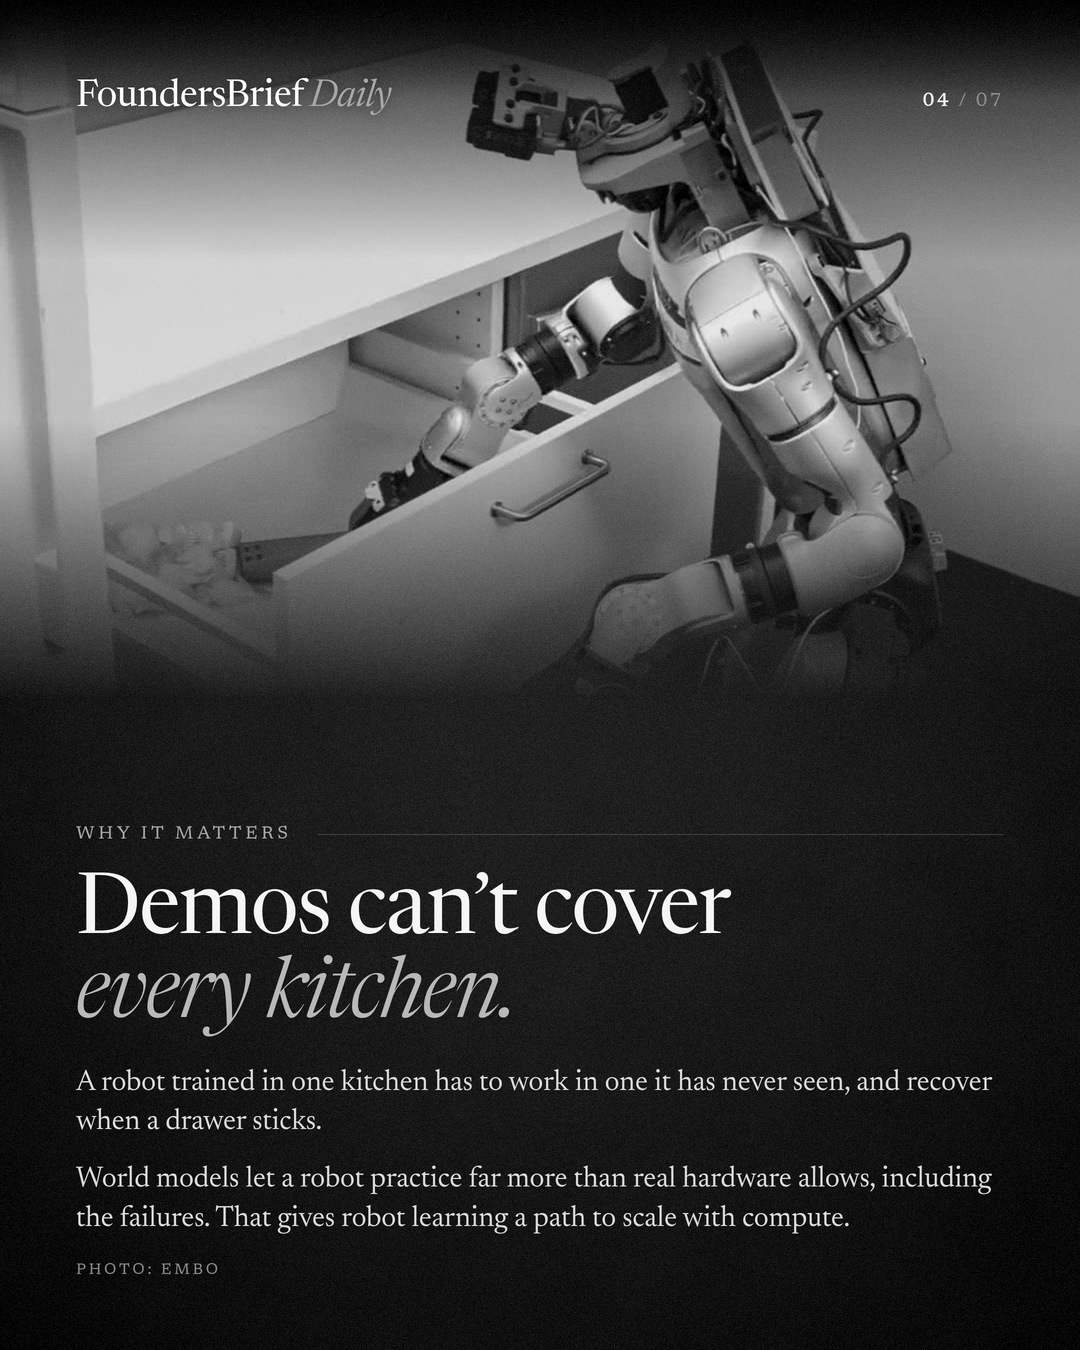 FoundersBrief Daily
04 / 07
WHY IT MATTERS
Demos can’t cover
every kitchen.
A robot trained in one kitchen has to work in one it has never seen, and recover
when a drawer sticks.
World models let a robot practice far more than real hardware allows, including
the failures. That gives robot learning a path to scale with compute.
PHOTO: EMBO